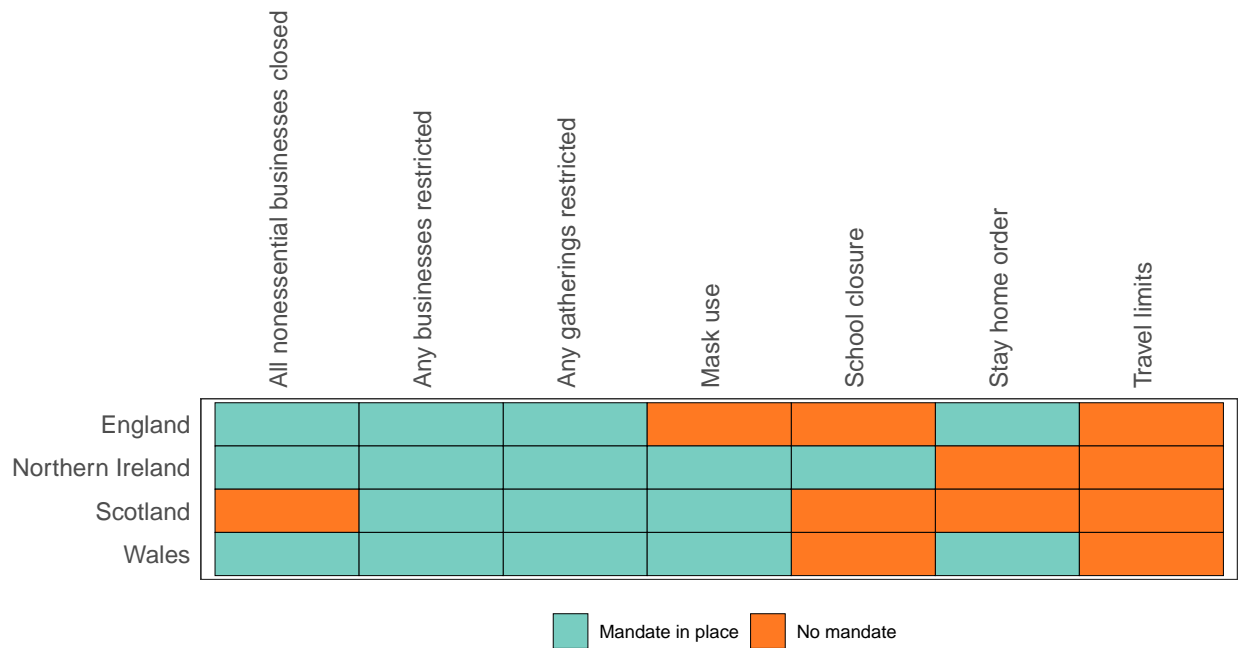 All nonessential businesses closed
Any businesses restricted
Any gatherings restricted
Mask use
School closure
Stay home order
Travel limits
England
Northern Ireland
Scotland
Wales
Mandate in place
No mandate